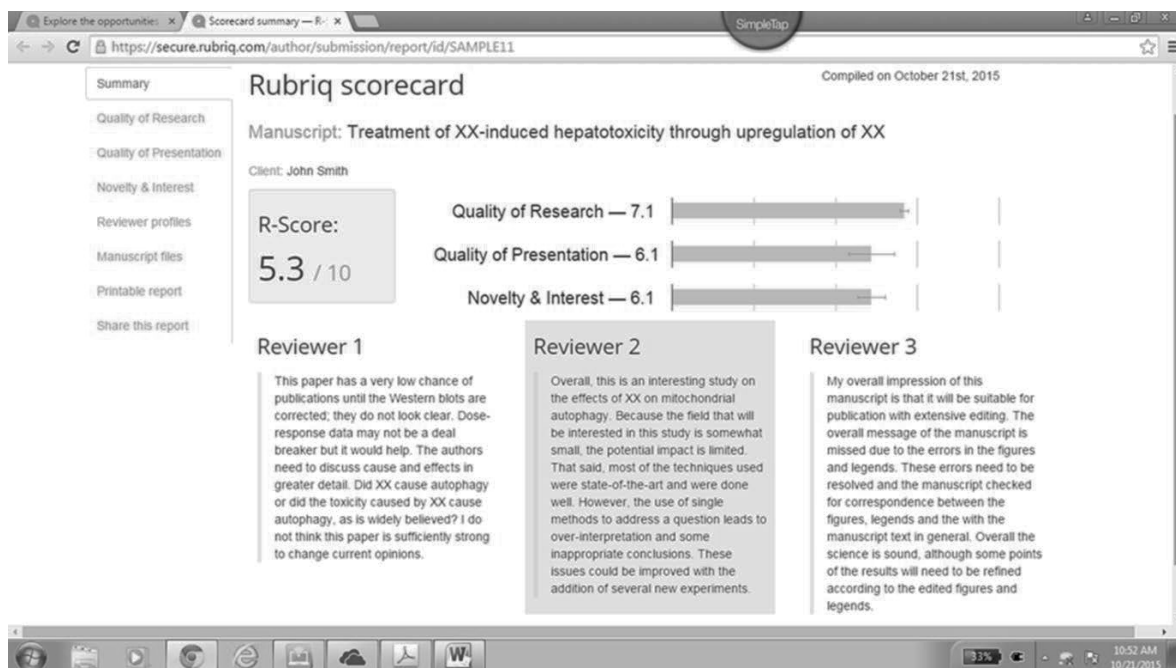 Explore the opportunities
Scorecard summary — R-
SimpleTap
https://secure.rubriq.com/author/submission/report/id/SAMPLE11
Summary
Quality of Research
Quality of Presentation
Novelty & Interest
Reviewer profiles
Manuscript files
Printable report
Share this report
Rubriq scorecard
Compiled on October 21st, 2015
Manuscript: Treatment of XX-induced hepatotoxicity through upregulation of XX
Client: John Smith
R-Score:
5.3 / 10
Quality of Research — 7.1
Quality of Presentation — 6.1
Novelty & Interest — 6.1
Reviewer 1
This paper has a very low chance of
publications until the Western blots are
corrected; they do not look clear. Dose-
response data may not be a deal
breaker but it would help. The authors
need to discuss cause and effects in
greater detail. Did XX cause autophagy
or did the toxicity caused by XX cause
autophagy, as is widely believed? I do
not think this paper is sufficiently strong
to change current opinions.
Reviewer 2
Overall, this is an interesting study on
the effects of XX on mitochondrial
autophagy. Because the field that will
be interested in this study is somewhat
small, the potential impact is limited.
That said, most of the techniques used
were state-of-the-art and were done
well. However, the use of single
methods to address a question leads to
over-interpretation and some
inappropriate conclusions. These
issues could be improved with the
addition of several new experiments.
Reviewer 3
My overall impression of this
manuscript is that it will be suitable for
publication with extensive editing. The
overall message of the manuscript is
missed due to the errors in the figures
and legends. These errors need to be
resolved and the manuscript checked
for correspondence between the
figures, legends and the with the
manuscript text in general. Overall the
science is sound, although some points
of the results will need to be refined
according to the edited figures and
legends.
33%
10:52 AM
10/21/201